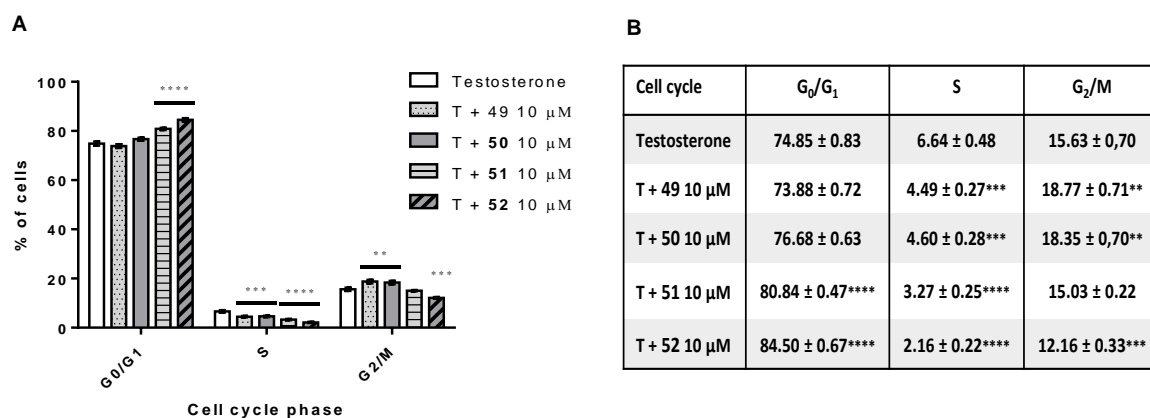 A
100
80
60
40
20
0
% of cells
****
***
****
**
***
G0/G1
S
G2/M
Cell cycle phase
Testosterone
T + 49 10 μM
T + 50 10 μM
T + 51 10 μM
T + 52 10 μM
B
Cell cycle G₀/G₁ S G₂/M
Testosterone 74.85 ± 0.83 6.64 ± 0.48 15.63 ± 0,70
T + 49 10 μM 73.88 ± 0.72 4.49 ± 0.27*** 18.77 ± 0.71**
T + 50 10 μM 76.68 ± 0.63 4.60 ± 0.28*** 18.35 ± 0,70**
T + 51 10 μM 80.84 ± 0.47**** 3.27 ± 0.25**** 15.03 ± 0.22
T + 52 10 μM 84.50 ± 0.67**** 2.16 ± 0.22**** 12.16 ± 0.33***